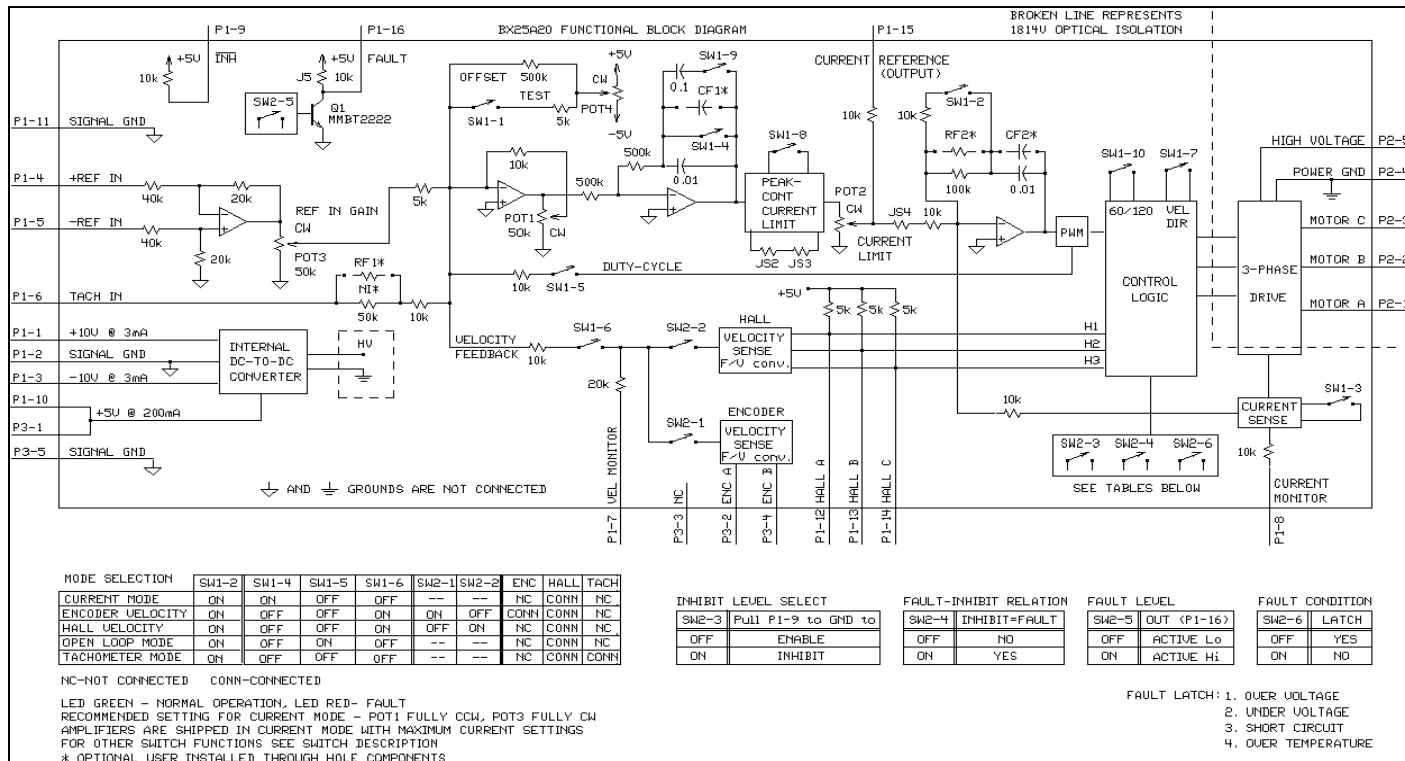 BX25A20 FUNCTIONAL BLOCK DIAGRAM
BROKEN LINE REPRESENTS
1814V OPTICAL ISOLATION
P1-9
P1-16
P1-15
+5V
INH
10k
+5V
FAULT
J5
10k
SW2-5
Q1
MMBT2222
OFFSET
500k
TEST
SW1-1
5k
+5V
CW
POT4
-5V
SW1-9
0.1
CF1*
SW1-4
0.01
500k
SW1-8
PEAK-
CONT
CURRENT
LIMIT
JS2
JS3
CURRENT REFERENCE
(OUTPUT)
10k
POT2
CW
CURRENT
LIMIT
JS4
10k
10k
SW1-2
RF2*
100k
CF2*
0.01
PWM
SW1-10
SW1-7
60/120
VEL
DIR
CONTROL
LOGIC
HIGH VOLTAGE
P2-5
POWER GND
P2-4
MOTOR C
P2-3
MOTOR B
P2-2
MOTOR A
P2-1
3-PHASE
DRIVE
P1-11
SIGNAL GND
P1-4
+REF IN
40k
20k
P1-5
-REF IN
40k
20k
REF IN GAIN
CW
POT3
50k
5k
10k
POT1
50k
CW
500k
P1-6
TACH IN
RF1*
NI*
50k
10k
10k
SW1-5
DUTY-CYCLE
P1-1
+10V @ 3mA
P1-2
SIGNAL GND
P1-3
-10V @ 3mA
P1-10
+5V @ 200mA
P3-1
P3-5
SIGNAL GND
INTERNAL
DC-TO-DC
CONVERTER
HV
VELOCITY
FEEDBACK
10k
SW1-6
SW2-2
20k
HALL
VELOCITY
SENSE
F/V conv.
+5V
5k
5k
5k
H1
H2
H3
SW2-1
ENCODER
VELOCITY
SENSE
F/V conv.
10k
CURRENT
SENSE
SW1-3
10k
CURRENT
MONITOR
P1-8
SW2-3 SW2-4 SW2-6
SEE TABLES BELOW
AND GROUNDS ARE NOT CONNECTED
P1-7 VEL MONITOR
P3-3 NC
P3-2 ENC A
P3-4 ENC B
P1-12 HALL A
P1-13 HALL B
P1-14 HALL C
MODE SELECTION SW1-2 SW1-4 SW1-5 SW1-6 SW2-1 SW2-2 ENC HALL TACH
CURRENT MODE ON ON OFF OFF -- -- NC CONN NC
ENCODER VELOCITY ON OFF OFF ON ON OFF CONN CONN NC
HALL VELOCITY ON OFF OFF ON OFF ON NC CONN NC
OPEN LOOP MODE ON OFF ON OFF -- -- NC CONN NC
TACHOMETER MODE ON OFF OFF OFF -- -- NC CONN CONN
NC-NOT CONNECTED CONN-CONNECTED
INHIBIT LEVEL SELECT
SW2-3 Pull P1-9 to GND to
OFF ENABLE
ON INHIBIT
FAULT-INHIBIT RELATION
SW2-4 INHIBIT=FAULT
OFF NO
ON YES
FAULT LEVEL
SW2-5 OUT (P1-16)
OFF ACTIVE Lo
ON ACTIVE Hi
FAULT CONDITION
SW2-6 LATCH
OFF YES
ON NO
LED GREEN - NORMAL OPERATION, LED RED- FAULT
RECOMMENDED SETTING FOR CURRENT MODE - POT1 FULLY CCW, POT3 FULLY CW
AMPLIFIERS ARE SHIPPED IN CURRENT MODE WITH MAXIMUM CURRENT SETTINGS
FOR OTHER SWITCH FUNCTIONS SEE SWITCH DESCRIPTION
* OPTIONAL USER INSTALLED THROUGH HOLE COMPONENTS
FAULT LATCH: 1. OVER VOLTAGE
2. UNDER VOLTAGE
3. SHORT CIRCUIT
4. OVER TEMPERATURE